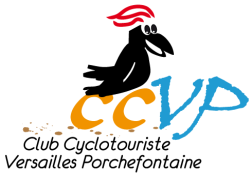 CCVP
Club Cyclotouriste
Versailles Porchefontaine